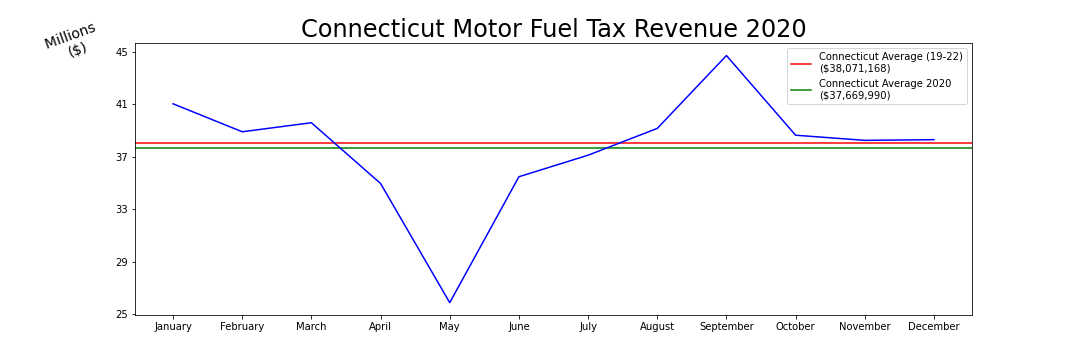 Connecticut Motor Fuel Tax Revenue 2020
Millions
($)
45
41
37
33
29
25
Connecticut Average (19-22)
($38,071,168)
Connecticut Average 2020
($37,669,990)
January February March April May June July August September October November December